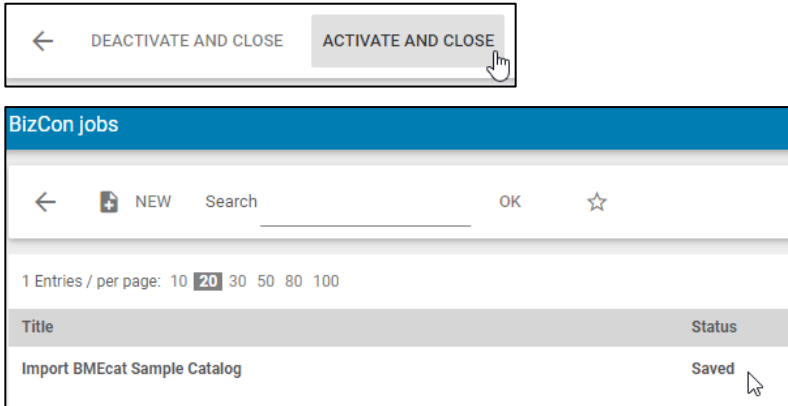 DEACTIVATE AND CLOSE ACTIVATE AND CLOSE
BizCon jobs
NEW Search OK
1 Entries / per page: 10 20 30 50 80 100
Title Status
Import BMEcat Sample Catalog Saved